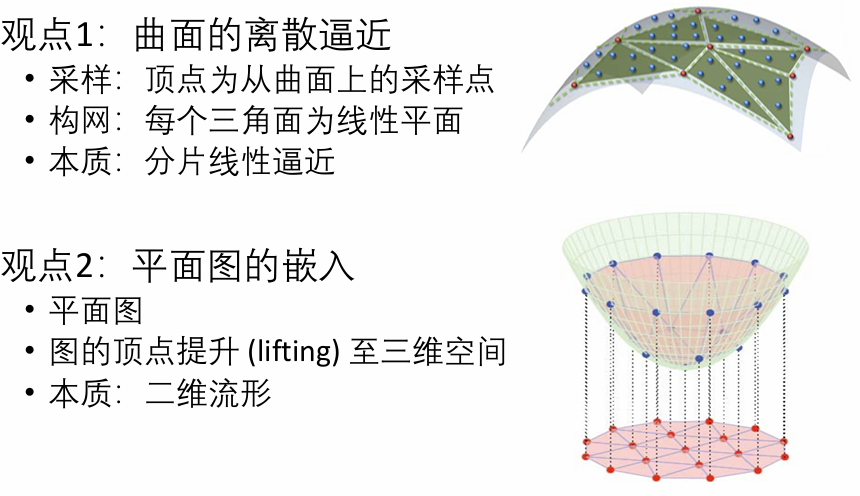 观点1：曲面的离散逼近
• 采样：顶点为从曲面上的采样点
• 构网：每个三角面为线性平面
• 本质：分片线性逼近
观点2：平面图的嵌入
• 平面图
• 图的顶点提升 (lifting) 至三维空间
• 本质：二维流形